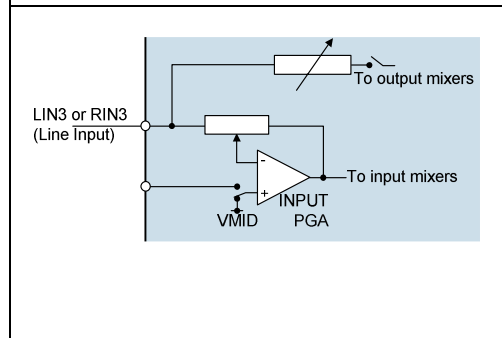 To output mixers
LIN3 or RIN3
(Line Input)
-
To input mixers
+
INPUT
VMID
PGA